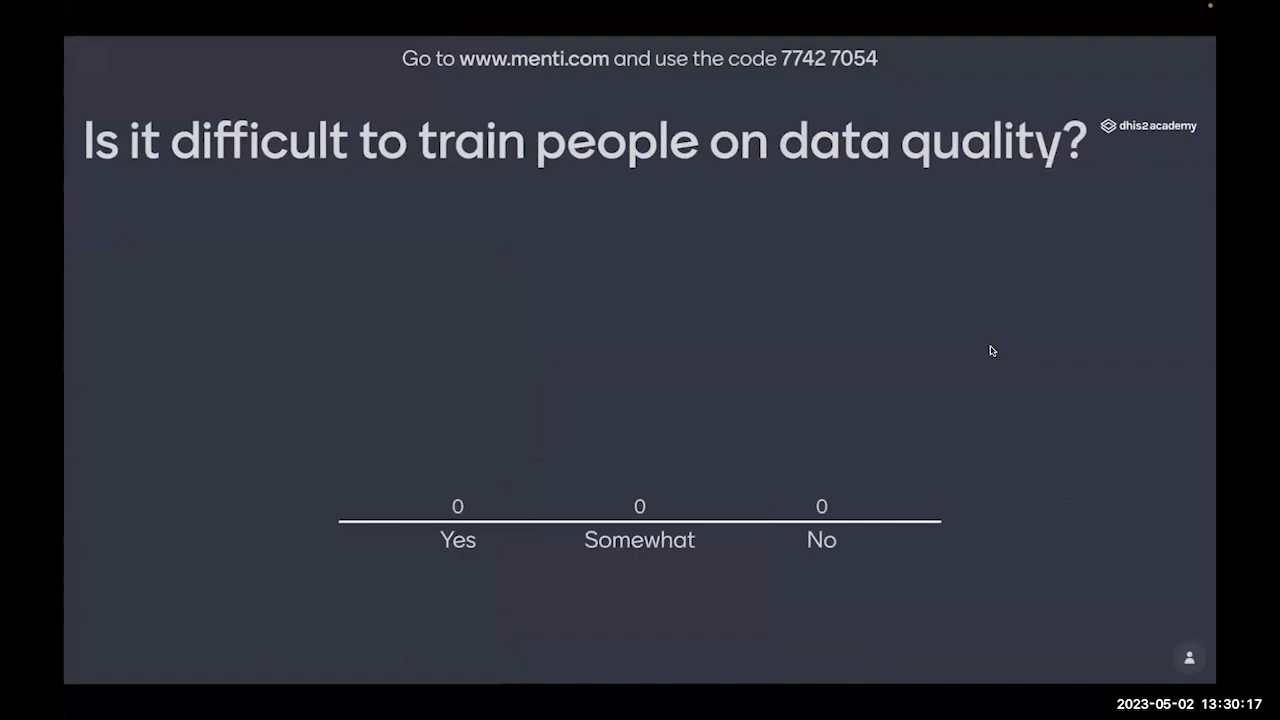 Go to www.menti.com and use the code 7742 7054
Is it difficult to train people on data quality?
dhis2 academy
0 0 0
Yes Somewhat No
2023-05-02 13:30:17